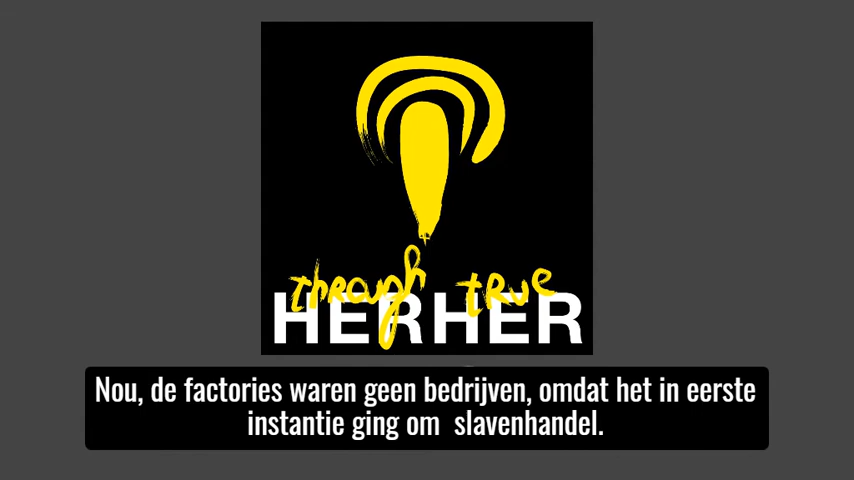 through true
HERHER
Nou, de factories waren geen bedrijven, omdat het in eerste
instantie ging om slavenhandel.